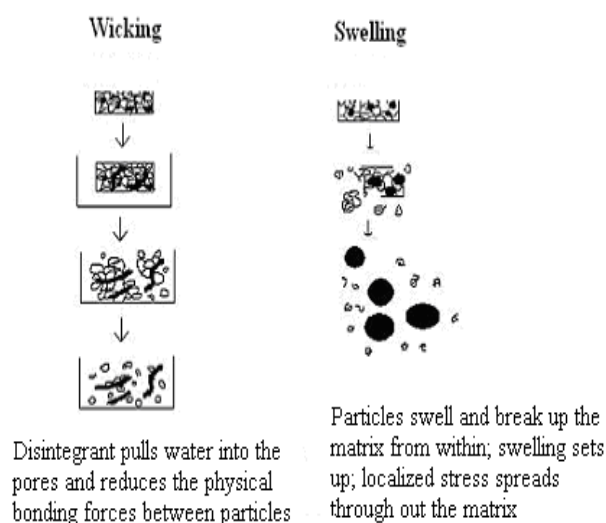 Wicking
Swelling
Disintegrant pulls water into the
pores and reduces the physical
bonding forces between particles
Particles swell and break up the
matrix from within; swelling sets
up; localized stress spreads
through out the matrix